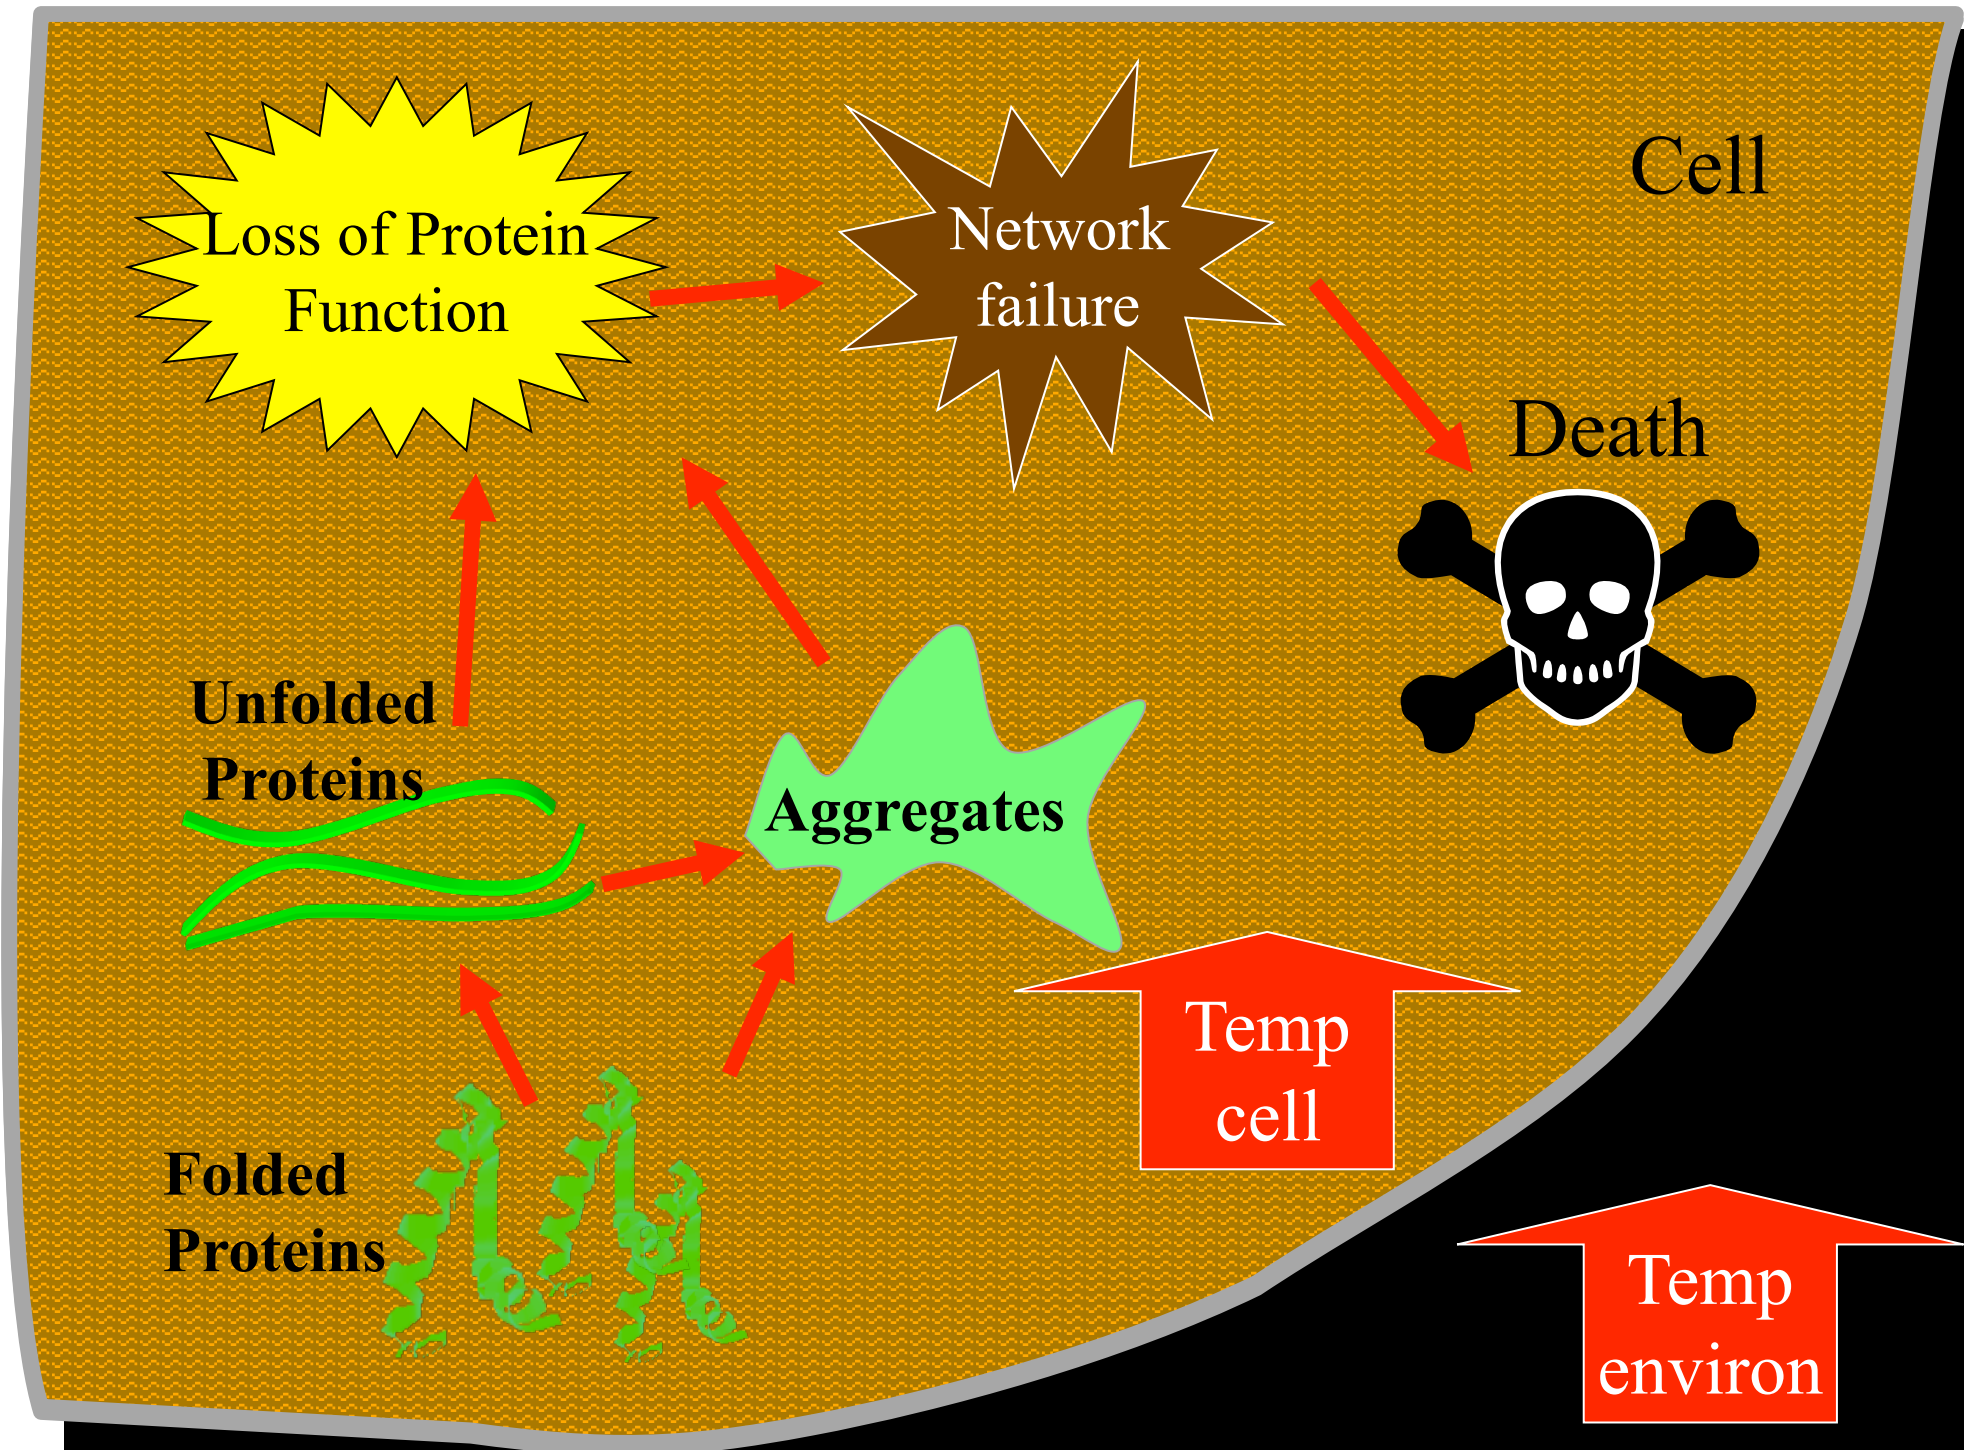 Cell
Loss of Protein
Function
Network
failure
Death
Unfolded
Proteins
Aggregates
Temp
cell
Folded
Proteins
Temp
environ